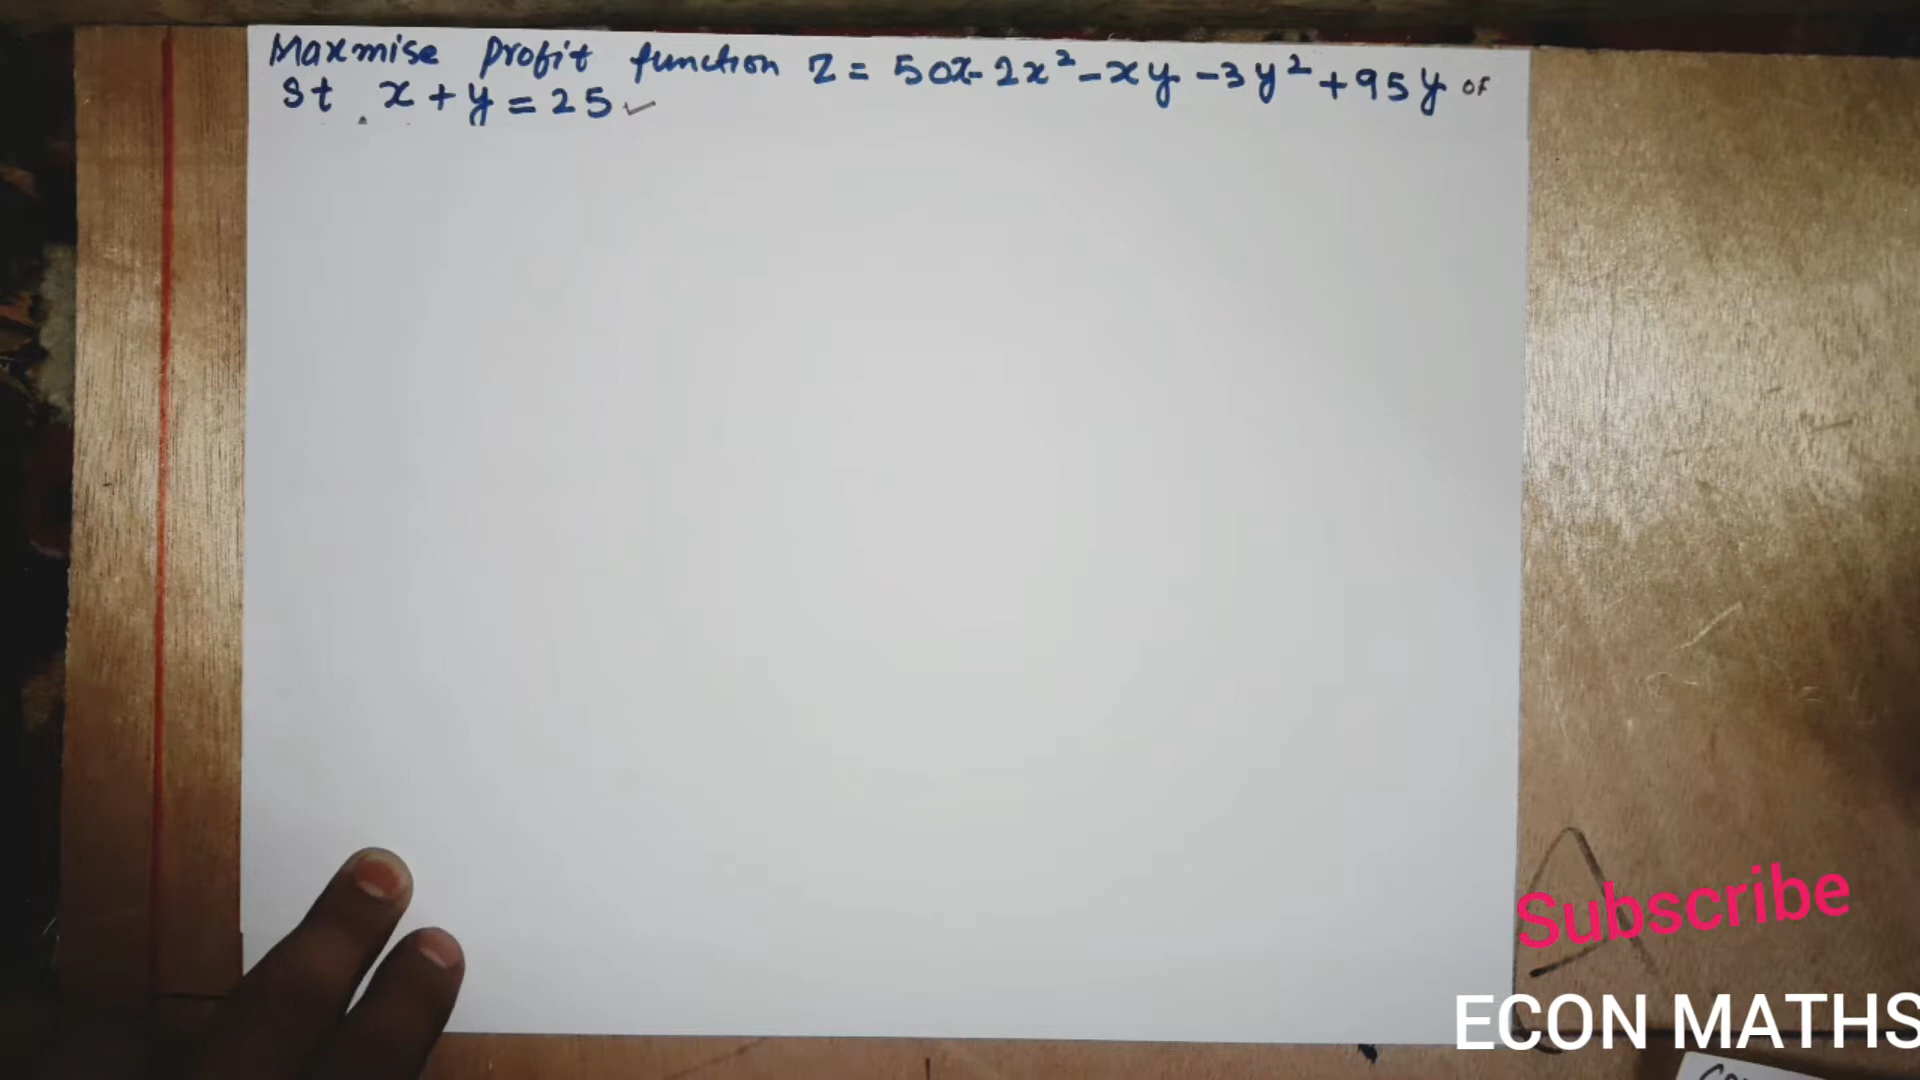 Maxmise Profit function Z = 50x - 2x² - xy - 3y² + 95y OF
St x + y = 25 ✓
Subscribe
ECON MATHS